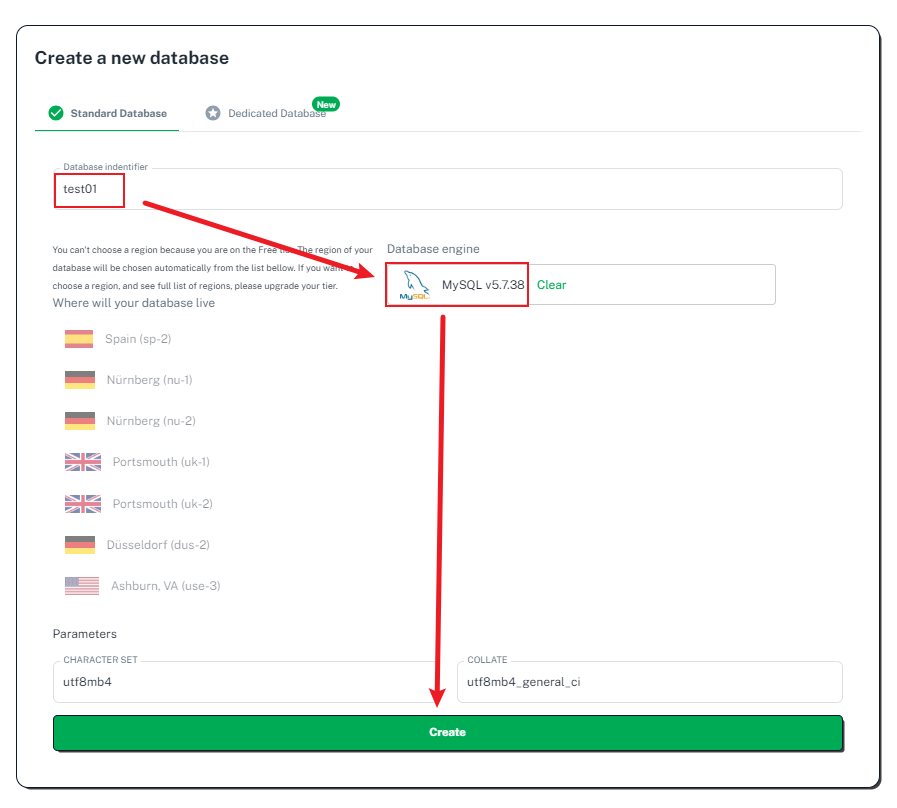 Create a new database
Standard Database
Dedicated Database
New
Database indentifier
test01
You can't choose a region because you are on the Free The region of your
database will be chosen automatically from the list bellow. If you want
choose a region, and see full list of regions, please upgrade your tier.
Where will your database live
Database engine
MySQL
MySQL v5.7.38
Clear
Spain (sp-2)
Nürnberg (nu-1)
Nürnberg (nu-2)
Portsmouth (uk-1)
Portsmouth (uk-2)
Düsseldorf (dus-2)
Ashburn, VA (use-3)
Parameters
CHARACTER SET
utf8mb4
COLLATE
utf8mb4_general_ci
Create